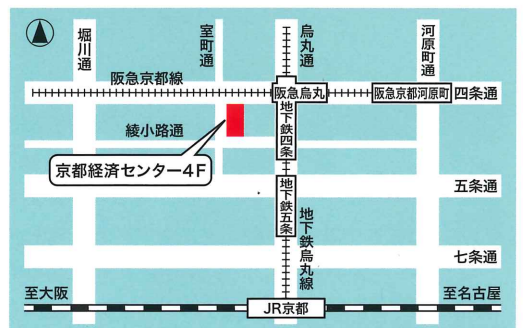 堀川通
室町通
烏丸通
河原町通
阪急京都線
阪急烏丸
阪急京都河原町
四条通
地下鉄四条
綾小路通
京都経済センター4F
地下鉄五条
五条通
地下鉄烏丸線
七条通
至大阪
至名古屋
JR京都